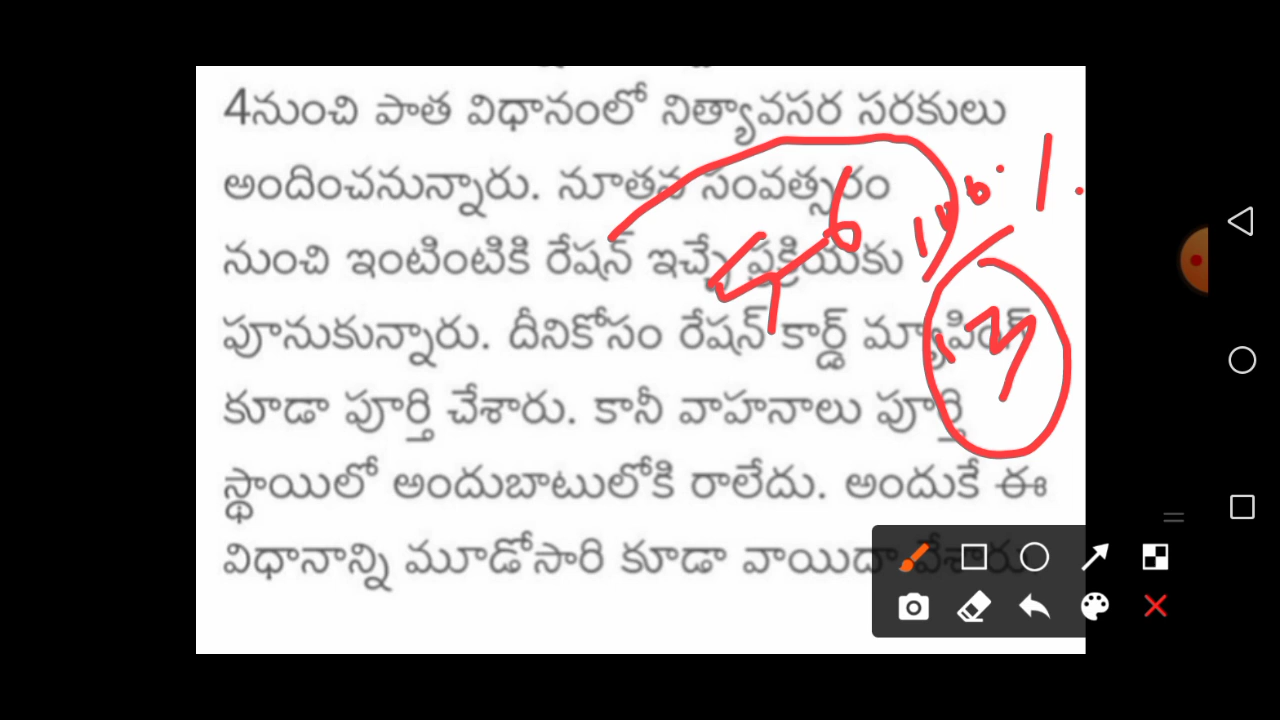 4నుంచి పాత విధానంలో నిత్యావసర సరకులు
అందించనున్నారు. నూతన సంవత్సరం
నుంచి ఇంటింటికి రేషన్ ఇచ్చే ప్రక్రియకు
పూనుకున్నారు. దీనికోసం రేషన్ కార్డ్ మ్యాపింగ్
కూడా పూర్తి చేశారు. కానీ వాహనాలు పూర్తి
స్థాయిలో అందుబాటులోకి రాలేదు. అందుకే ఈ
విధానాన్ని మూడోసారి కూడా వాయిదా వేశారు